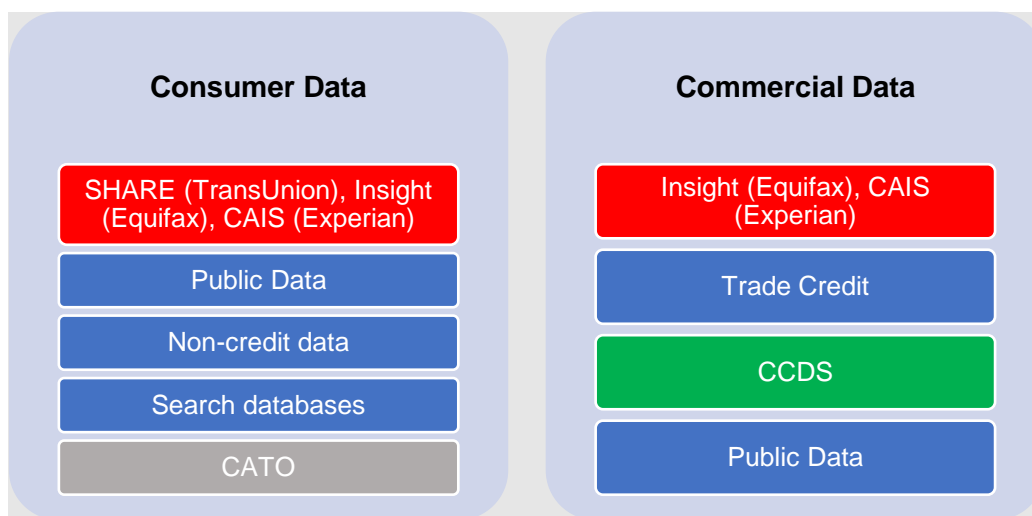 Consumer Data
SHARE (TransUnion), Insight
(Equifax), CAIS (Experian)
Public Data
Non-credit data
Search databases
CATO
Commercial Data
Insight (Equifax), CAIS
(Experian)
Trade Credit
CCDS
Public Data